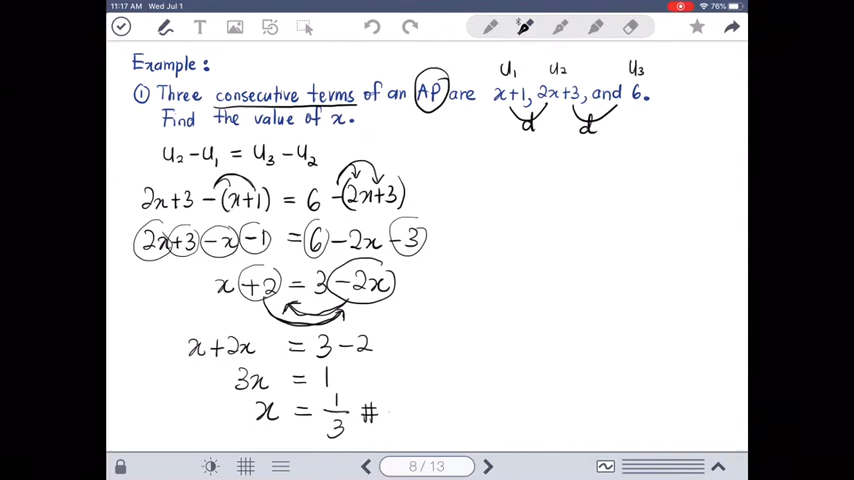 11:17 AM Wed Jul 1 76%
T
Example:
U₁ U₂ U₃
① Three consecutive terms of an AP are x+1, 2x+3, and 6.
d d
Find the value of x.
U₂ - U₁ = U₃ - U₂
2x+3 - (x+1) = 6 - (2x+3)
2x+3 - x - 1 = 6 - 2x - 3
x + 2 = 3 - 2x
x + 2x = 3 - 2
3x = 1
x = 1/3 #
8 / 13